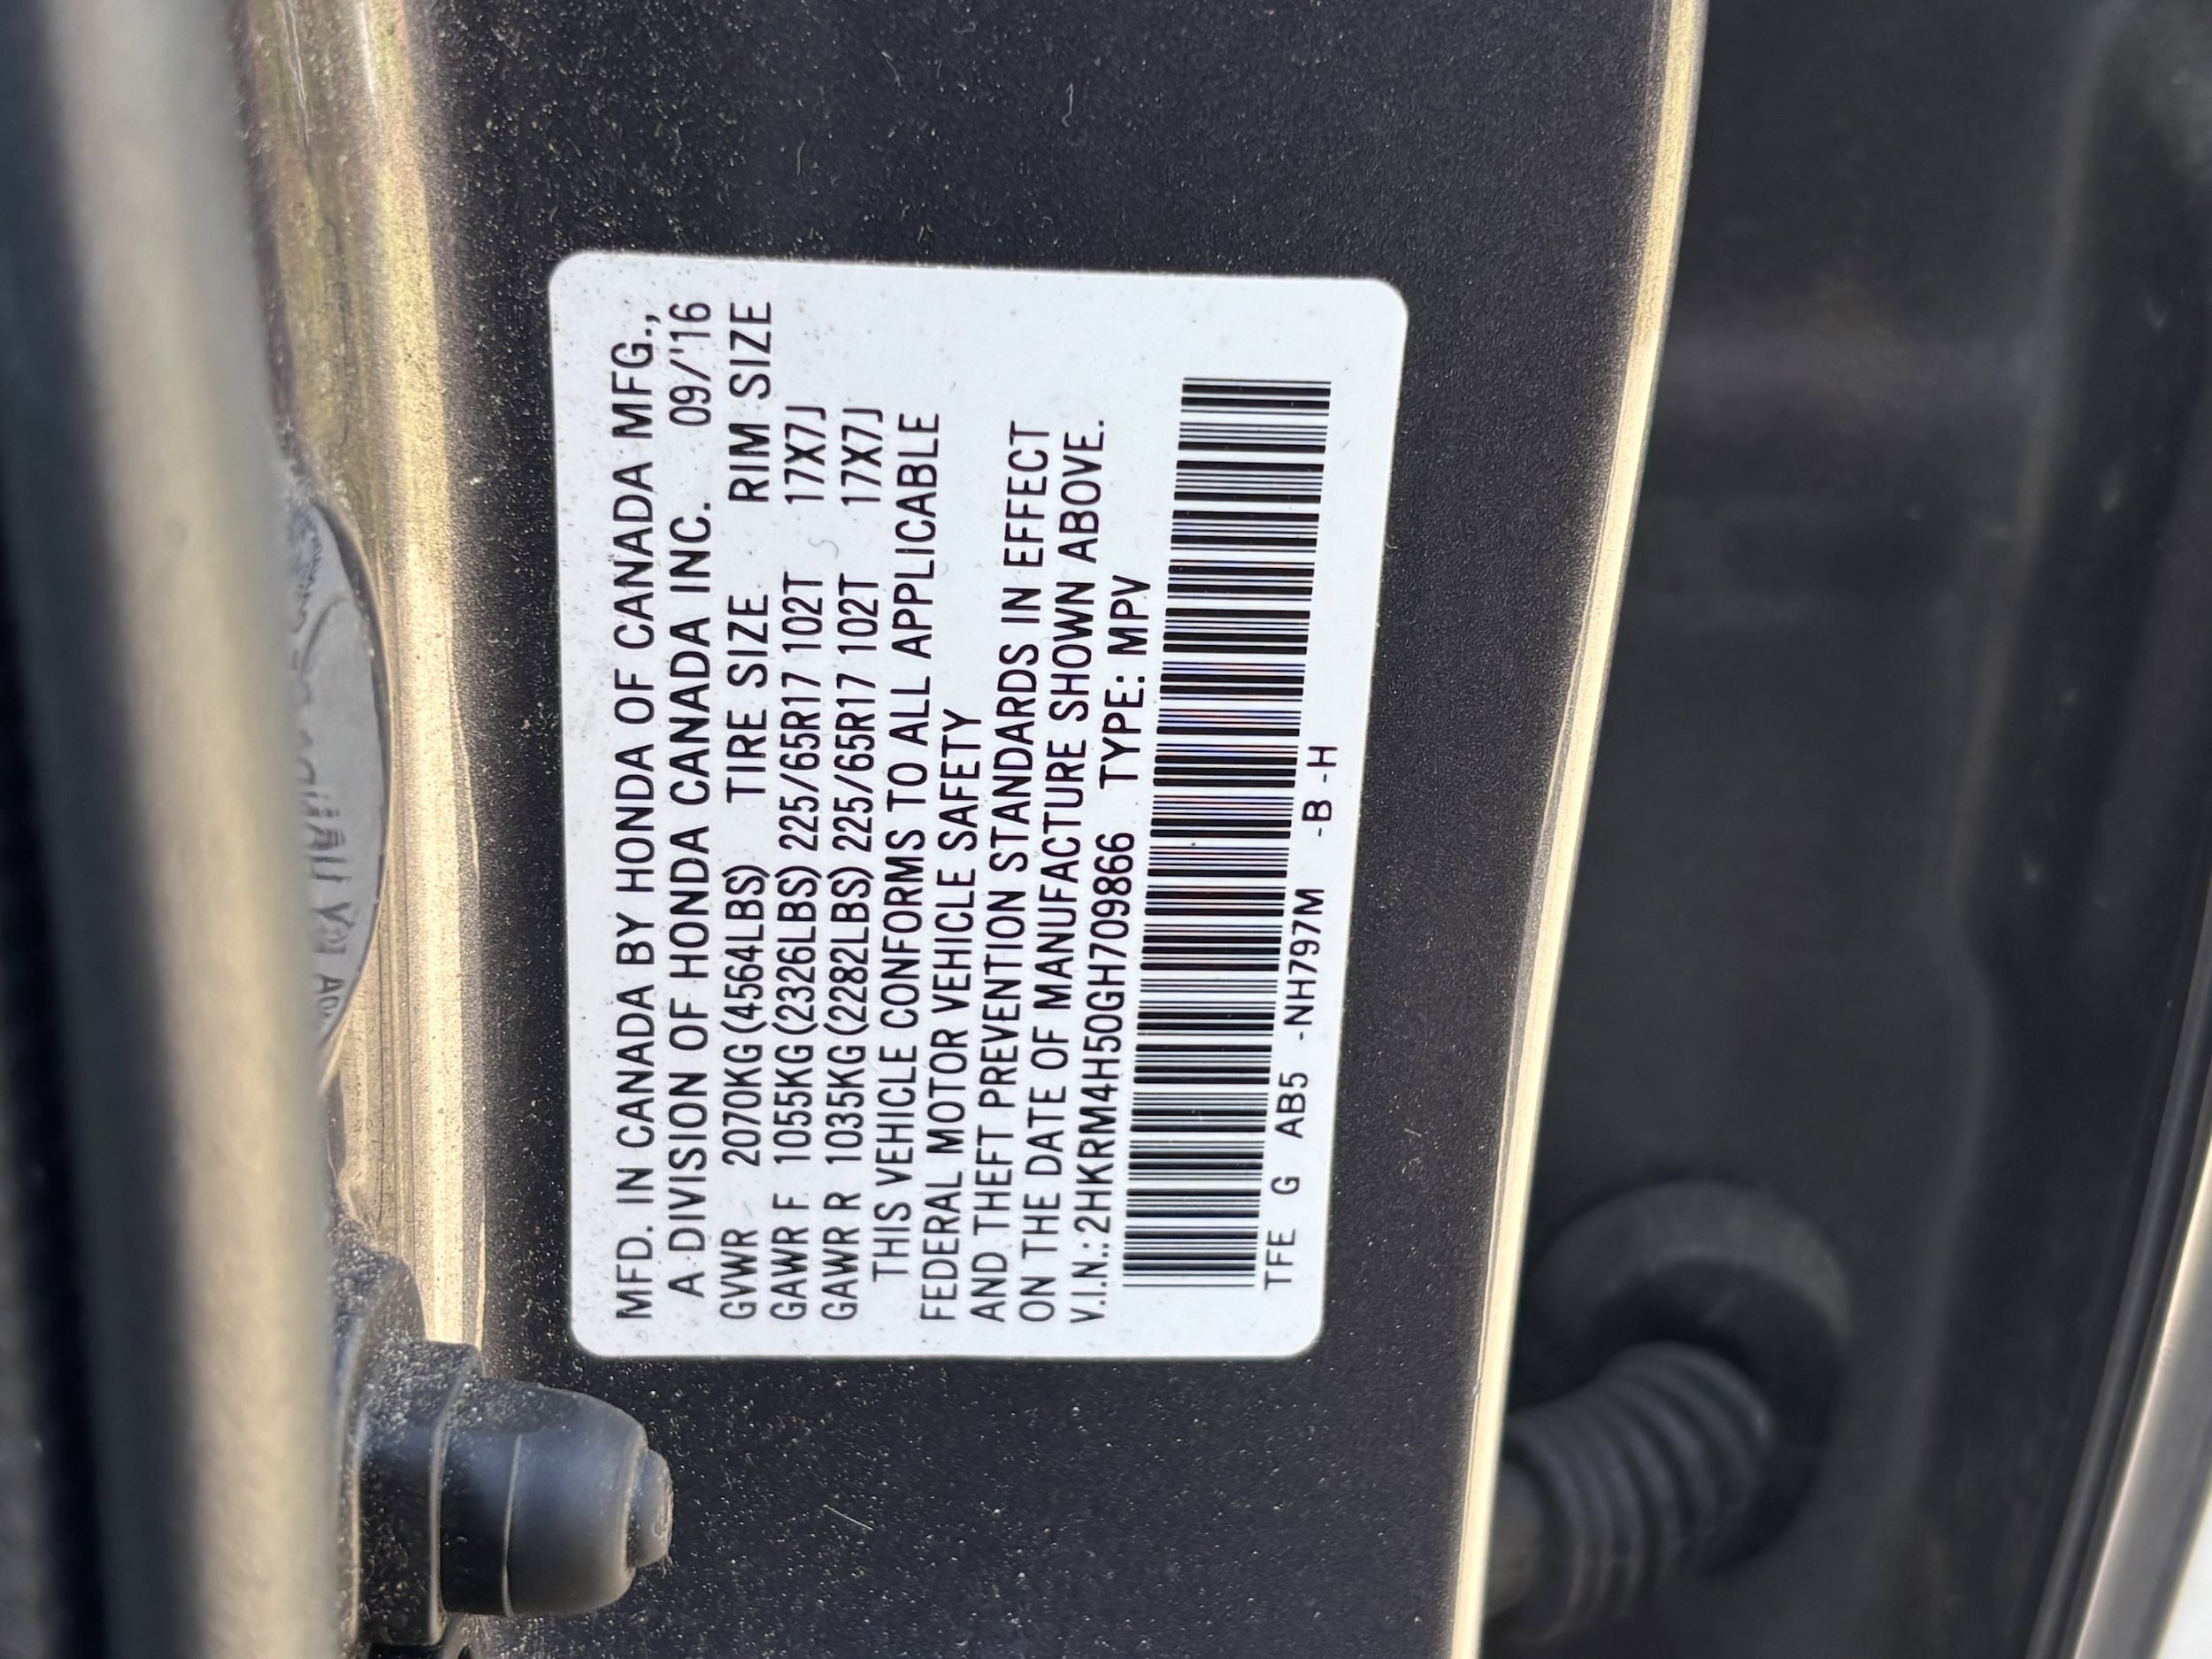 MFD. IN CANADA BY HONDA OF CANADA MFG.,
A DIVISION OF HONDA CANADA INC. 09/'16
GVWR 2070KG(4564LBS) TIRE SIZE RIM SIZE
GAWR F 1055KG(2326LBS) 225/65R17 102T 17X7J
GAWR R 1035KG(2282LBS) 225/65R17 102T 17X7J
THIS VEHICLE CONFORMS TO ALL APPLICABLE
FEDERAL MOTOR VEHICLE SAFETY
AND THEFT PREVENTION STANDARDS IN EFFECT
ON THE DATE OF MANUFACTURE SHOWN ABOVE.
V.I.N.:2HKRM4H50GH709866 TYPE: MPV
TFE G AB5 -NH797M -B -H